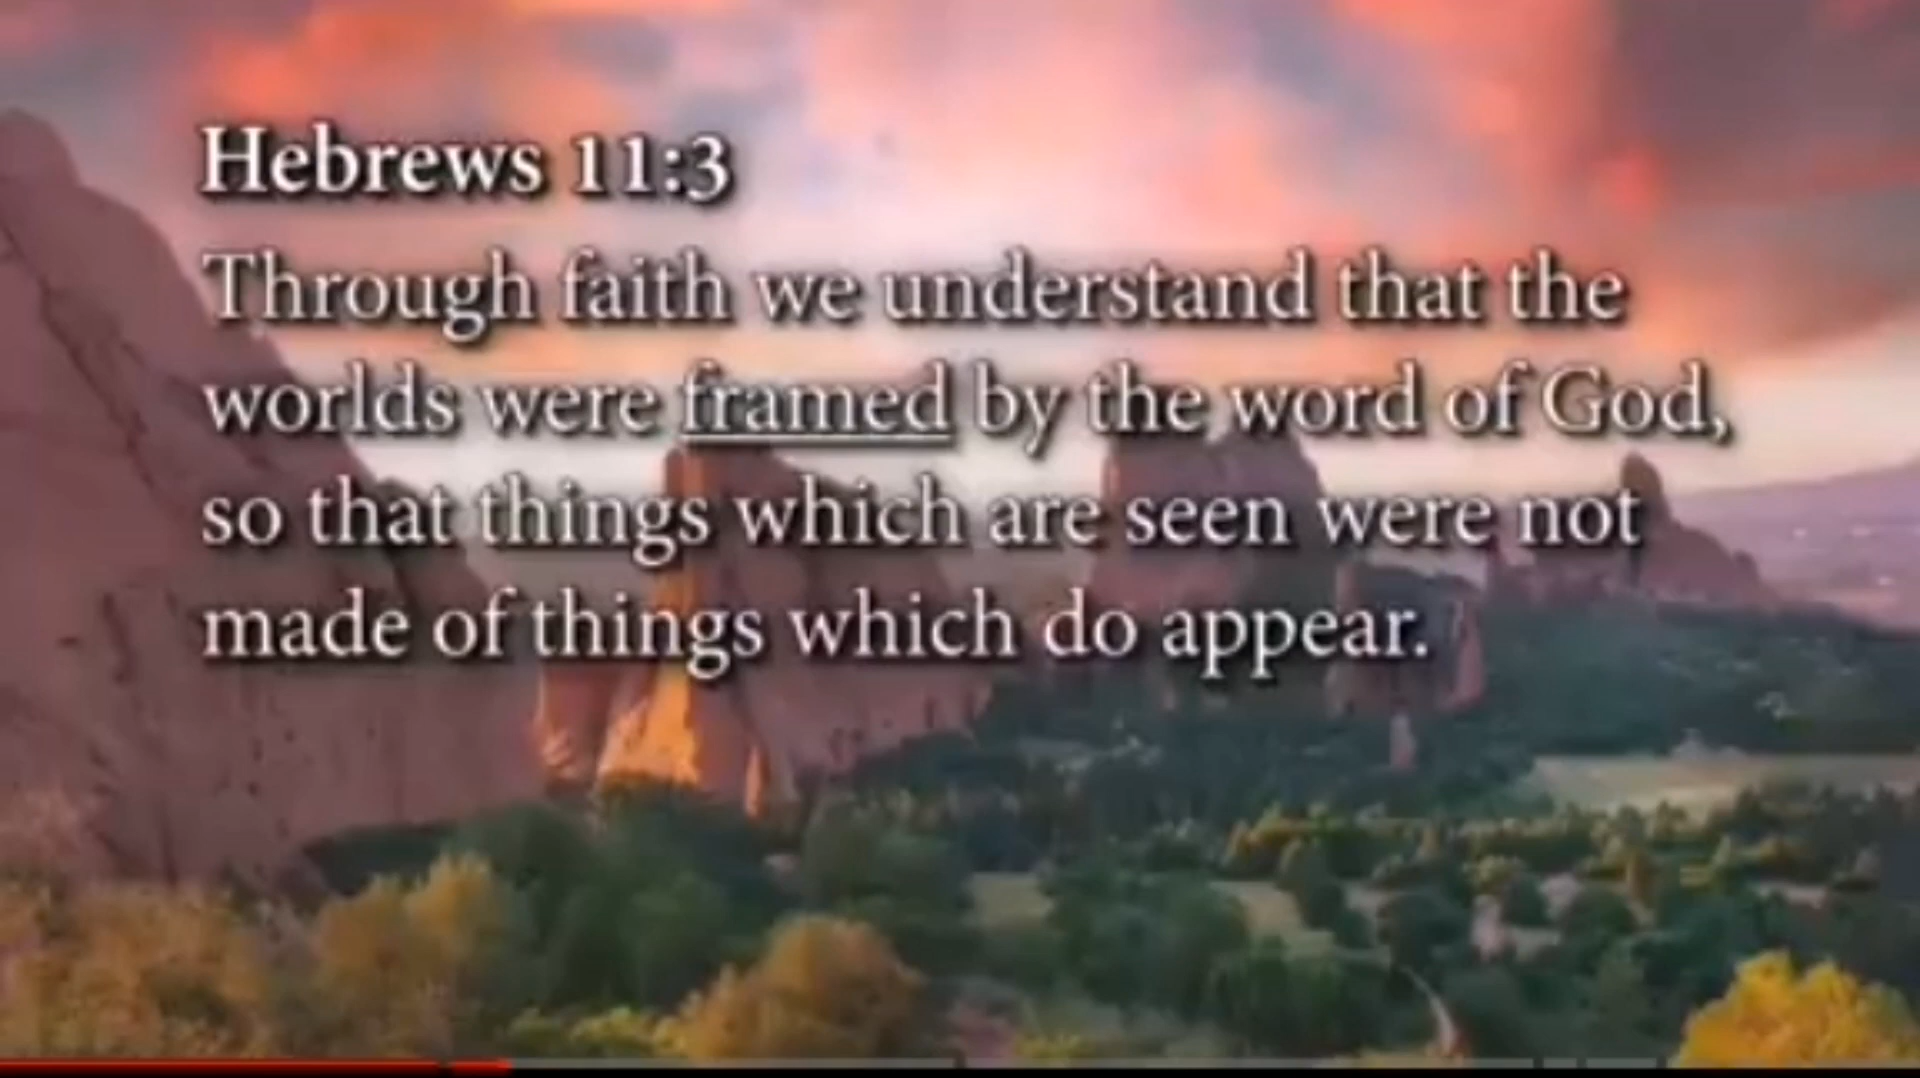 Hebrews 11:3
Through faith we understand that the
worlds were framed by the word of God,
so that things which are seen were not
made of things which do appear.